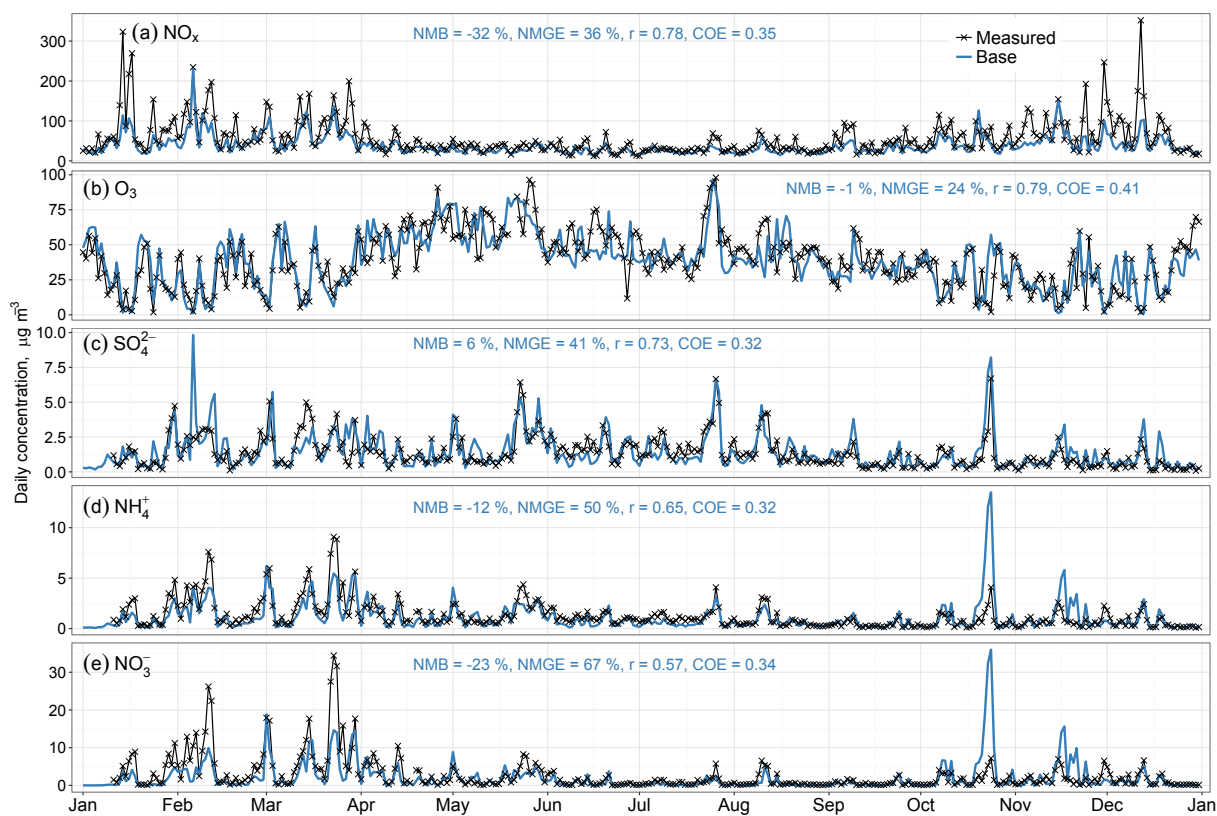 (a) NOₓ
NMB = -32 %, NMGE = 36 %, r = 0.78, COE = 0.35
Measured
Base
300
200
100
0
(b) O₃
NMB = -1 %, NMGE = 24 %, r = 0.79, COE = 0.41
100
75
50
25
0
(c) SO₄²⁻
NMB = 6 %, NMGE = 41 %, r = 0.73, COE = 0.32
10.0
7.5
5.0
2.5
0.0
Daily concentration, μg m⁻³
(d) NH₄⁺
NMB = -12 %, NMGE = 50 %, r = 0.65, COE = 0.32
10
5
0
(e) NO₃⁻
NMB = -23 %, NMGE = 67 %, r = 0.57, COE = 0.34
30
20
10
0
Jan Feb Mar Apr May Jun Jul Aug Sep Oct Nov Dec Jan